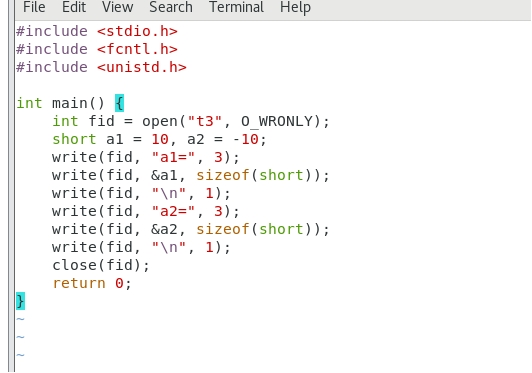 File Edit View Search Terminal Help
#include <stdio.h>
#include <fcntl.h>
#include <unistd.h>

int main() {
    int fid = open("t3", O_WRONLY);
    short a1 = 10, a2 = -10;
    write(fid, "a1=", 3);
    write(fid, &a1, sizeof(short));
    write(fid, "\n", 1);
    write(fid, "a2=", 3);
    write(fid, &a2, sizeof(short));
    write(fid, "\n", 1);
    close(fid);
    return 0;
}
~
~
~